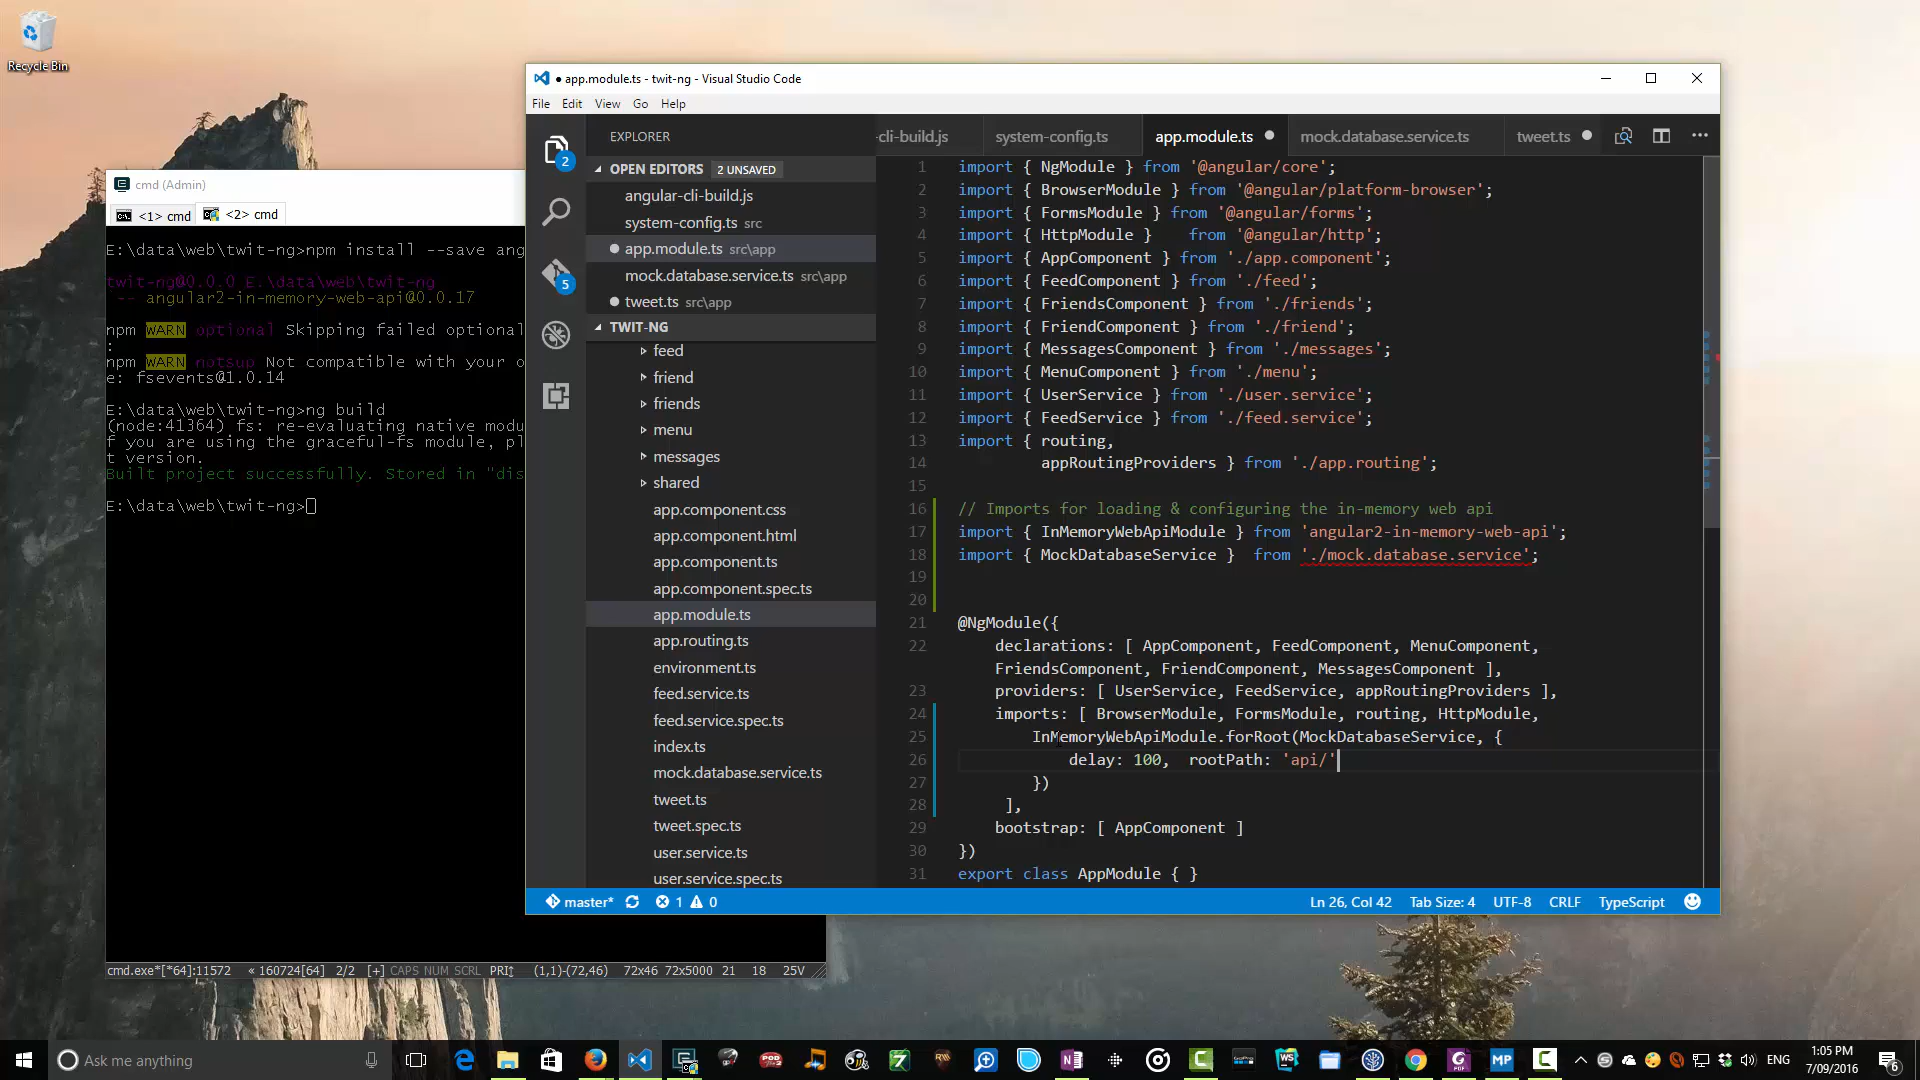 Recycle Bin
cmd (Admin)
<1> cmd
<2> cmd
E:\data\web\twit-ng>npm install --save ang
twit-ng@0.0.0 E:\data\web\twit-ng
`-- angular2-in-memory-web-api@0.0.17
npm WARN optional Skipping failed optional
:
npm WARN notsup Not compatible with your o
e: fsevents@1.0.14
E:\data\web\twit-ng>ng build
(node:41364) fs: re-evaluating native modu
f you are using the graceful-fs module, pl
t version.
Built project successfully. Stored in "dis
E:\data\web\twit-ng>
cmd.exe*[*64]:11572 « 160724[64] 2/2 [+] CAPS NUM SCRL PRI↕ (1,1)-(72,46) 72x46 72x5000 21 18 25V
● app.module.ts - twit-ng - Visual Studio Code
File Edit View Go Help
EXPLORER
OPEN EDITORS 2 UNSAVED
angular-cli-build.js
system-config.ts src
app.module.ts src\app
mock.database.service.ts src\app
tweet.ts src\app
TWIT-NG
feed
friend
friends
menu
messages
shared
app.component.css
app.component.html
app.component.ts
app.component.spec.ts
app.module.ts
app.routing.ts
environment.ts
feed.service.ts
feed.service.spec.ts
index.ts
mock.database.service.ts
tweet.ts
tweet.spec.ts
user.service.ts
user.service.spec.ts
2
5
-cli-build.js system-config.ts app.module.ts mock.database.service.ts tweet.ts
1 import { NgModule } from '@angular/core';
2 import { BrowserModule } from '@angular/platform-browser';
3 import { FormsModule } from '@angular/forms';
4 import { HttpModule }    from '@angular/http';
5 import { AppComponent } from './app.component';
6 import { FeedComponent } from './feed';
7 import { FriendsComponent } from './friends';
8 import { FriendComponent } from './friend';
9 import { MessagesComponent } from './messages';
10 import { MenuComponent } from './menu';
11 import { UserService } from './user.service';
12 import { FeedService } from './feed.service';
13 import { routing,
14 appRoutingProviders } from './app.routing';
15
16 // Imports for loading & configuring the in-memory web api
17 import { InMemoryWebApiModule } from 'angular2-in-memory-web-api';
18 import { MockDatabaseService }  from './mock.database.service';
19
20
21 @NgModule({
22 declarations: [ AppComponent, FeedComponent, MenuComponent,
FriendsComponent, FriendComponent, MessagesComponent ],
23 providers: [ UserService, FeedService, appRoutingProviders ],
24 imports: [ BrowserModule, FormsModule, routing, HttpModule,
25 InMemoryWebApiModule.forRoot(MockDatabaseService, {
26 delay: 100,  rootPath: 'api/'
27 })
28 ],
29 bootstrap: [ AppComponent ]
30 })
31 export class AppModule { }
master* 1 0
Ln 26, Col 42 Tab Size: 4 UTF-8 CRLF TypeScript
Ask me anything
ENG
1:05 PM
7/09/2016
6